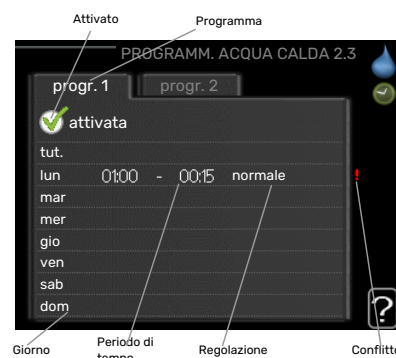 Attivato
Programma
PROGRAMM. ACQUA CALDA 2.3
progr. 1 progr. 2
attivata
tut.
lun 01:00 - 00:15 normale !
mar
mer
gio
ven
sab
dom
?
Giorno
Periodo di tempo
Regolazione
Conflitto